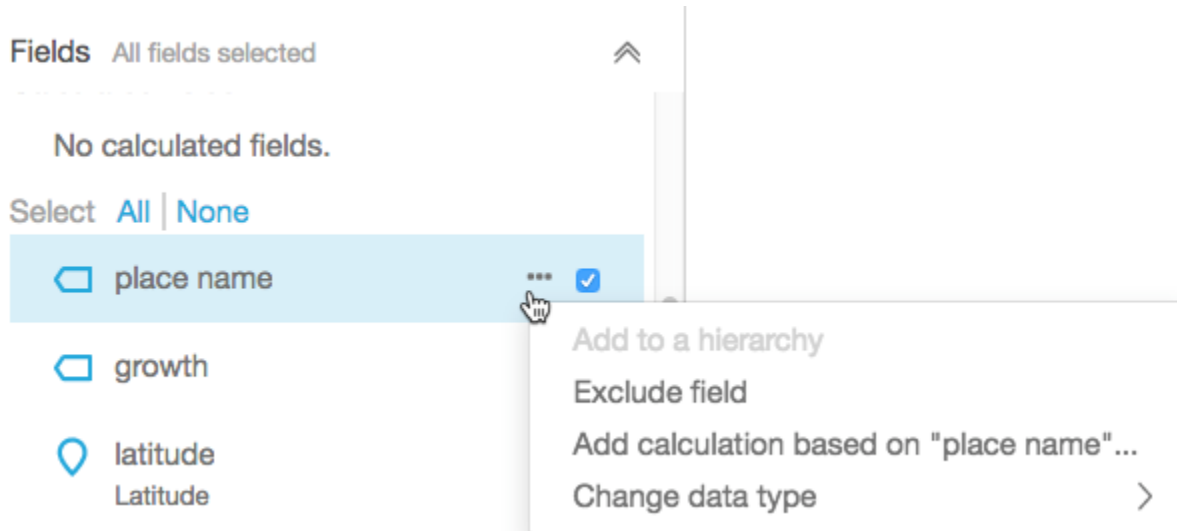 Fields All fields selected
No calculated fields.
Select All | None
place name
growth
latitude
Latitude
Add to a hierarchy
Exclude field
Add calculation based on "place name"...
Change data type